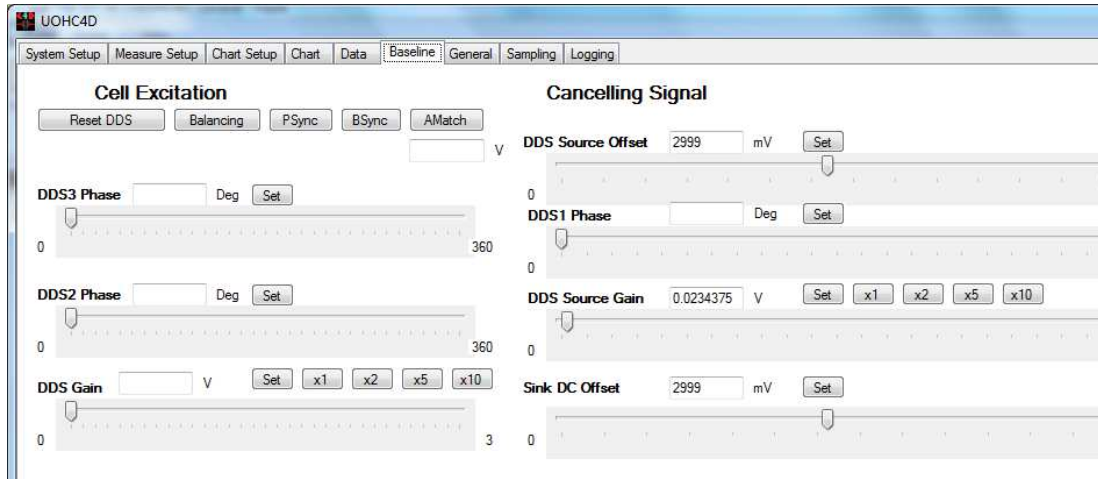 UOHC4D
System Setup Measure Setup Chart Setup Chart Data Baseline General Sampling Logging
Cell Excitation
Reset DDS Balancing PSync BSync AMatch
V
DDS3 Phase Deg Set
0 360
DDS2 Phase Deg Set
0 360
DDS Gain V Set x1 x2 x5 x10
0 3
Cancelling Signal
DDS Source Offset 2999 mV Set
0
DDS1 Phase Deg Set
0
DDS Source Gain 0.0234375 V Set x1 x2 x5 x10
0
Sink DC Offset 2999 mV Set
0